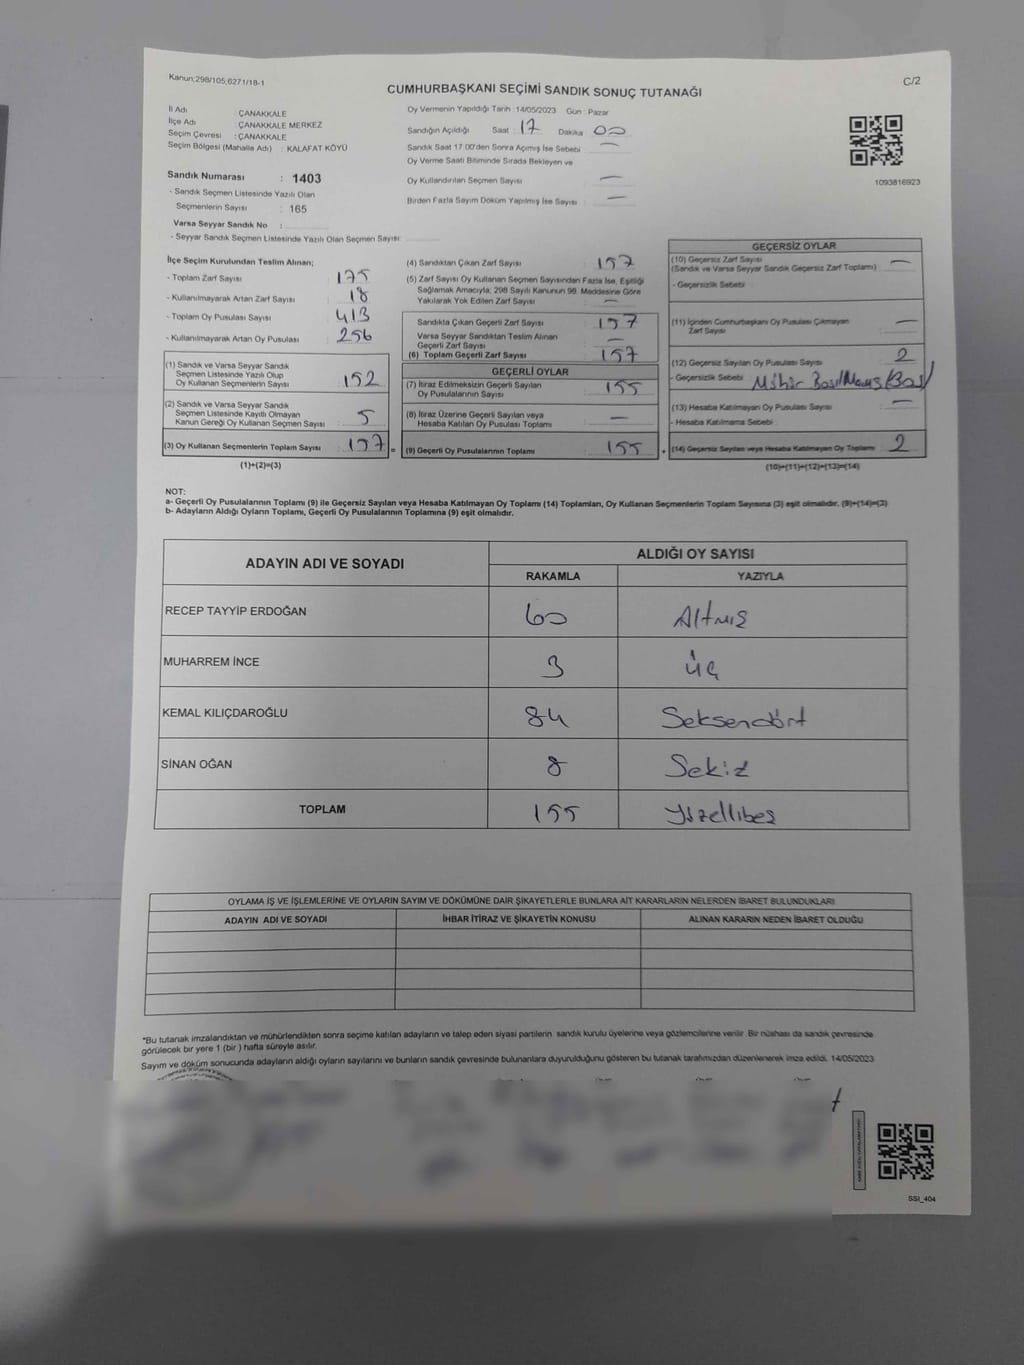 Kanun;298/105;6271/18-1
C/2
CUMHURBAŞKANI SEÇİMİ SANDIK SONUÇ TUTANAĞI
İl Adı : ÇANAKKALE
İlçe Adı : ÇANAKKALE MERKEZ
Seçim Çevresi : ÇANAKKALE
Seçim Bölgesi (Mahalle Adı) : KALAFAT KÖYÜ
Sandık Numarası : 1403
- Sandık Seçmen Listesinde Yazılı Olan
Seçmenlerin Sayısı : 165
Varsa Seyyar Sandık No :
- Seyyar Sandık Seçmen Listesinde Yazılı Olan Seçmen Sayısı:
Oy Vermenin Yapıldığı Tarih :14/05/2023 Gün : Pazar
Sandığın Açıldığı Saat : 17 Dakika 00
Sandık Saat 17:00'den Sonra Açılmış İse Sebebi —
Oy Verme Saati Bitiminde Sırada Bekleyen ve
Oy Kullandırılan Seçmen Sayısı —
Birden Fazla Sayım Döküm Yapılmış İse Sayısı —
1093816923
İlçe Seçim Kurulundan Teslim Alınan;
- Toplam Zarf Sayısı : 175
- Kullanılmayarak Artan Zarf Sayısı : 18
- Toplam Oy Pusulası Sayısı : 413
- Kullanılmayarak Artan Oy Pusulası : 256
(1) Sandık ve Varsa Seyyar Sandık
Seçmen Listesinde Yazılı Olup
Oy Kullanan Seçmenlerin Sayısı : 152
(2) Sandık ve Varsa Seyyar Sandık
Seçmen Listesinde Kayıtlı Olmayan
Kanun Gereği Oy Kullanan Seçmen Sayısı : 5
(3) Oy Kullanan Seçmenlerin Toplam Sayısı : 157
(1)+(2)=(3)
(4) Sandıktan Çıkan Zarf Sayısı : 157
(5) Zarf Sayısı Oy Kullanan Seçmen Sayısından Fazla İse, Eşitliği
Sağlamak Amacıyla; 298 Sayılı Kanunun 98. Maddesine Göre
Yakılarak Yok Edilen Zarf Sayısı : —
Sandıkta Çıkan Geçerli Zarf Sayısı : 157
Varsa Seyyar Sandıktan Teslim Alınan
Geçerli Zarf Sayısı : —
(6) Toplam Geçerli Zarf Sayısı : 157
GEÇERLİ OYLAR
(7) İtiraz Edilmeksizin Geçerli Sayılan
Oy Pusulalarının Sayısı : 155
(8) İtiraz Üzerine Geçerli Sayılan veya
Hesaba Katılan Oy Pusulası Toplamı : —
= (9) Geçerli Oy Pusulalarının Toplamı : 155
GEÇERSİZ OYLAR
(10) Geçersiz Zarf Sayısı
(Sandık ve Varsa Seyyar Sandık Geçersiz Zarf Toplamı) : —
- Geçersizlik Sebebi :
(11) İçinden Cumhurbaşkanı Oy Pusulası Çıkmayan
Zarf Sayısı : —
(12) Geçersiz Sayılan Oy Pusulası Sayısı : 2
- Geçersizlik Sebebi : Mühür
(13) Hesaba Katılmayan Oy Pusulası Sayısı : —
- Hesaba Katılmama Sebebi :
+ (14) Geçersiz Sayılan veya Hesaba Katılmayan Oy Toplamı : 2
(10)+(11)+(12)+(13)=(14)
NOT:
a- Geçerli Oy Pusulalarının Toplamı (9) ile Geçersiz Sayılan veya Hesaba Katılmayan Oy Toplamı (14) Toplamları, Oy Kullanan Seçmenlerin Toplam Sayısına (3) eşit olmalıdır. (9)+(14)=(3)
b- Adayların Aldığı Oyların Toplamı, Geçerli Oy Pusulalarının Toplamına (9) eşit olmalıdır.
ADAYIN ADI VE SOYADI ALDIĞI OY SAYISI
RAKAMLA YAZIYLA
RECEP TAYYİP ERDOĞAN 60 Altmış
MUHARREM İNCE 3 üç
KEMAL KILIÇDAROĞLU 84 Seksendört
SİNAN OĞAN 8 Sekiz
TOPLAM 155 Yüzellibeş
OYLAMA İŞ VE İŞLEMLERİNE VE OYLARIN SAYIM VE DÖKÜMÜNE DAİR ŞİKAYETLERLE BUNLARA AİT KARARLARIN NELERDEN İBARET BULUNDUKLARI
ADAYIN ADI VE SOYADI İHBAR İTİRAZ VE ŞİKAYETİN KONUSU ALINAN KARARIN NEDEN İBARET OLDUĞU
*Bu tutanak imzalandıktan ve mühürlendikten sonra seçime katılan adayların ve talep eden siyasi partilerin sandık kurulu üyelerine veya gözlemcilerine verilir. Bir nüshası da sandık çevresinde
görülecek bir yere 1 (bir) hafta süreyle asılır.
Sayım ve döküm sonucunda adayların aldığı oyların sayılarını ve bunların sandık çevresinde bulunanlara duyurulduğunu gösteren bu tutanak tarafımızdan düzenlenerek imza edildi. 14/05/2023
SSI_404